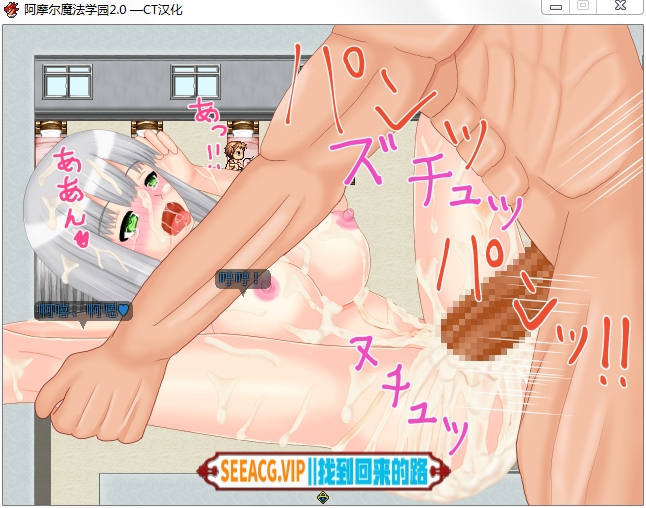 阿摩尔魔法学园2.0 —CT汉化
パンッ
あっ!!
ズチュッ
ああん
パンッ!!
ヌチュッ
SEEACG.VIP||找到回来的路